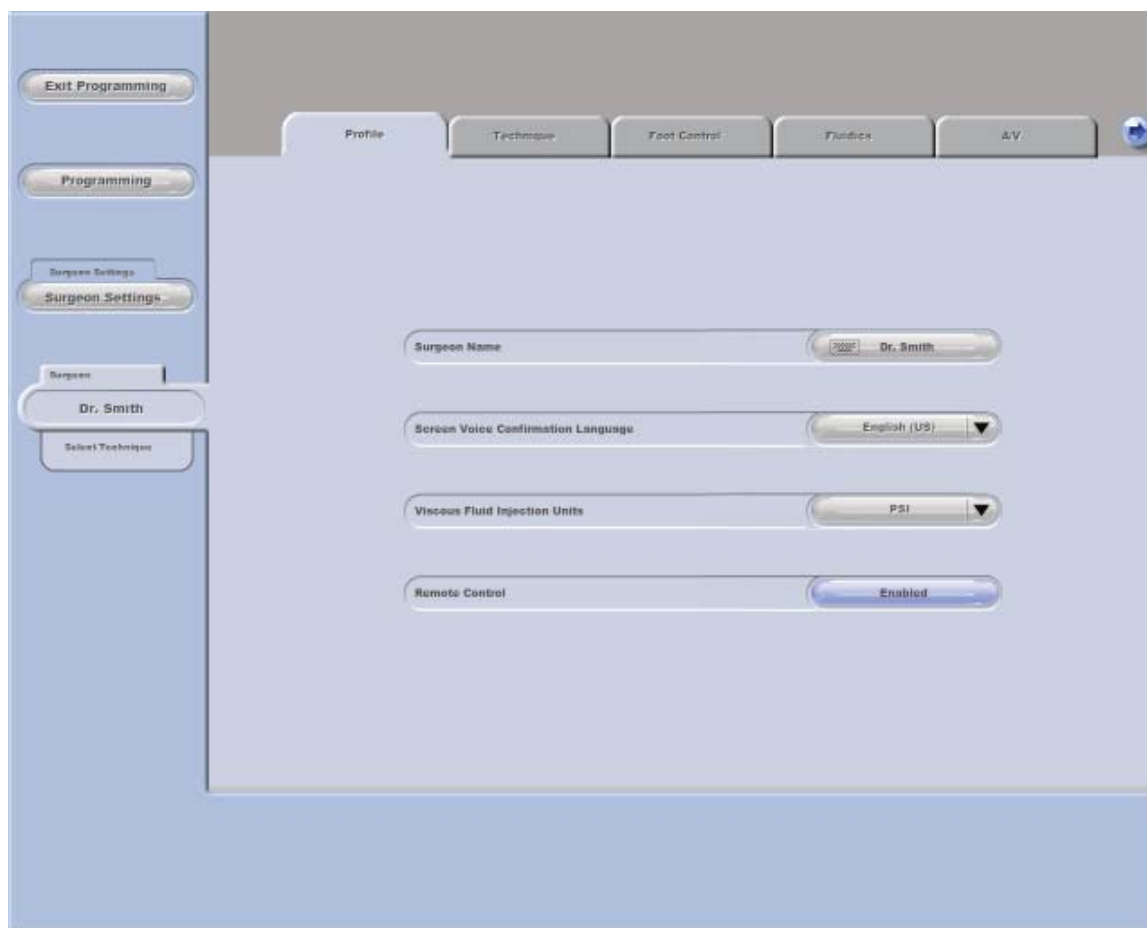 Exit Programming
Programming
Surgeon Settings
Surgeon Settings
Surgeon
Dr. Smith
Select Technique
Profile
Technique
Foot Control
Fluidics
A/V
Surgeon Name
Dr. Smith
Screen Voice Confirmation Language
English (US)
Viscous Fluid Injection Units
PSI
Remote Control
Enabled